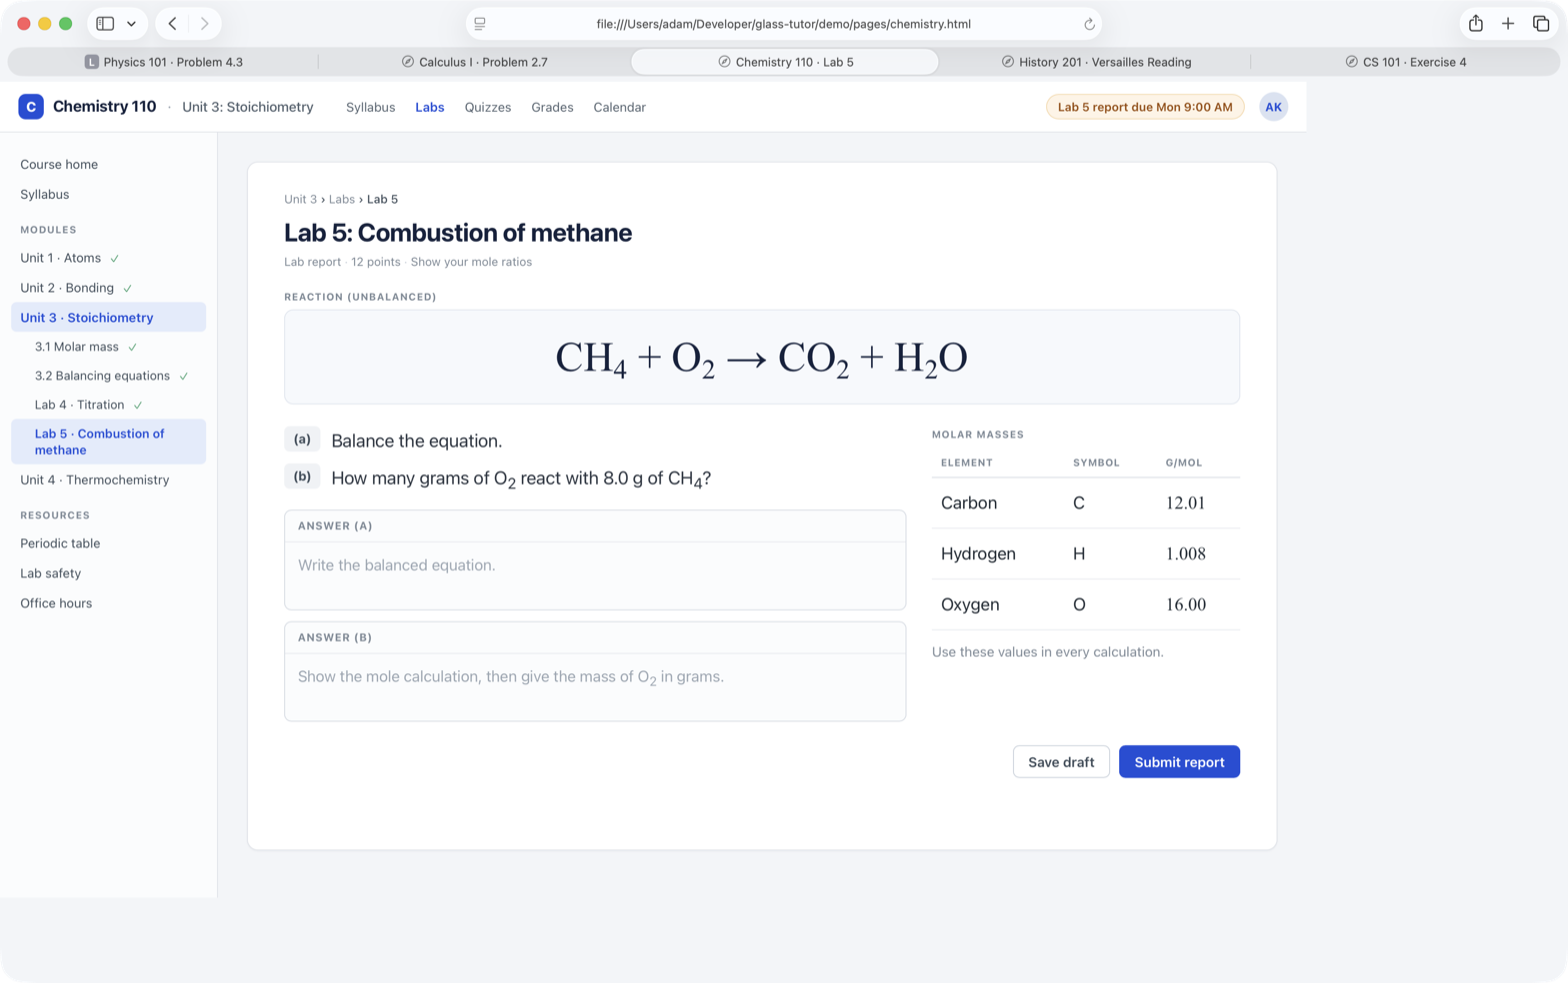 file:///Users/adam/Developer/glass-tutor/demo/pages/chemistry.html
L Physics 101 · Problem 4.3
Calculus I · Problem 2.7
Chemistry 110 · Lab 5
History 201 · Versailles Reading
CS 101 · Exercise 4
C Chemistry 110 · Unit 3: Stoichiometry
Syllabus
Labs
Quizzes
Grades
Calendar
Lab 5 report due Mon 9:00 AM
AK
Course home
Syllabus
MODULES
Unit 1 · Atoms ✓
Unit 2 · Bonding ✓
Unit 3 · Stoichiometry
3.1 Molar mass ✓
3.2 Balancing equations ✓
Lab 4 · Titration ✓
Lab 5 · Combustion of
methane
Unit 4 · Thermochemistry
RESOURCES
Periodic table
Lab safety
Office hours
Unit 3 › Labs › Lab 5
Lab 5: Combustion of methane
Lab report · 12 points · Show your mole ratios
REACTION (UNBALANCED)
CH₄ + O₂ → CO₂ + H₂O
(a) Balance the equation.
(b) How many grams of O₂ react with 8.0 g of CH₄?
ANSWER (A)
Write the balanced equation.
ANSWER (B)
Show the mole calculation, then give the mass of O₂ in grams.
MOLAR MASSES
ELEMENT SYMBOL G/MOL
Carbon C 12.01
Hydrogen H 1.008
Oxygen O 16.00
Use these values in every calculation.
Save draft
Submit report